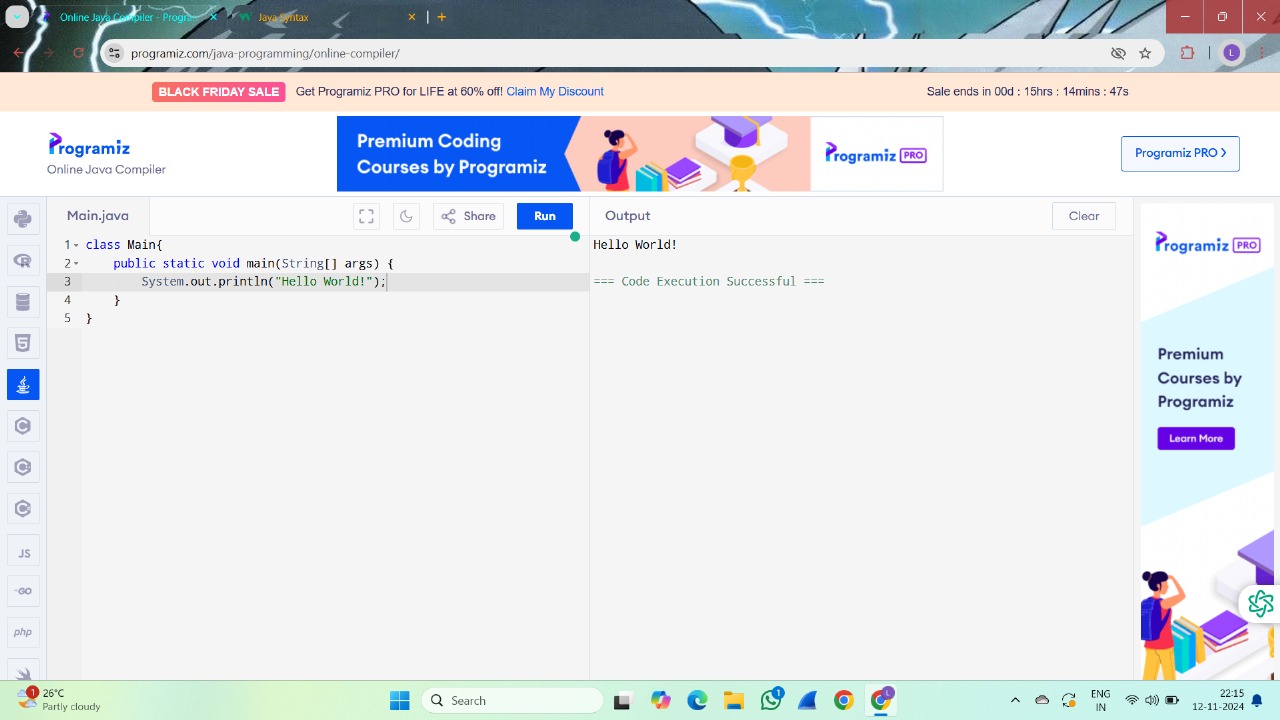 Online Java Compiler - Progra
Java Syntax
programiz.com/java-programming/online-compiler/
L
BLACK FRIDAY SALE Get Programiz PRO for LIFE at 60% off! Claim My Discount
Sale ends in 00d : 15hrs : 14mins : 47s
Programiz
Online Java Compiler
Premium Coding
Courses by Programiz
Programiz PRO
Programiz PRO
Main.java
Share
Run
Output
Clear
1 class Main{
2 public static void main(String[] args) {
3 System.out.println("Hello World!");
4 }
5 }
Hello World!
=== Code Execution Successful ===
Programiz PRO
Premium
Courses by
Programiz
Learn More
JS
GO
php
1
26°C
Partly cloudy
Search
1
L
ENG
IN
22:15
12-11-2024